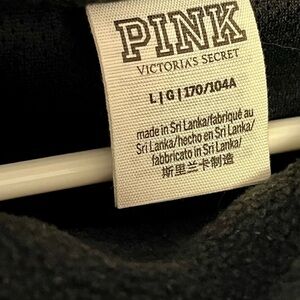 PINK
VICTORIA'S SECRET
L | G | 170/104A
made in Sri Lanka/fabriqué au
Sri Lanka/hecho en Sri Lanka/
fabbricato in Sri Lanka/
斯里兰卡制造